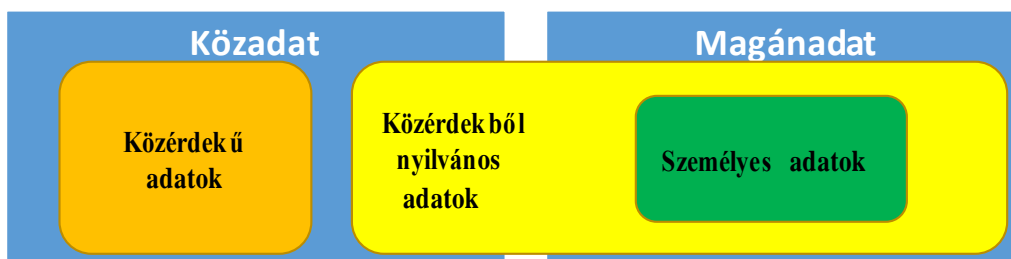 Közadat
Magánadat
Közérdekű
adatok
Közérdekből
nyilvános
adatok
Személyes adatok